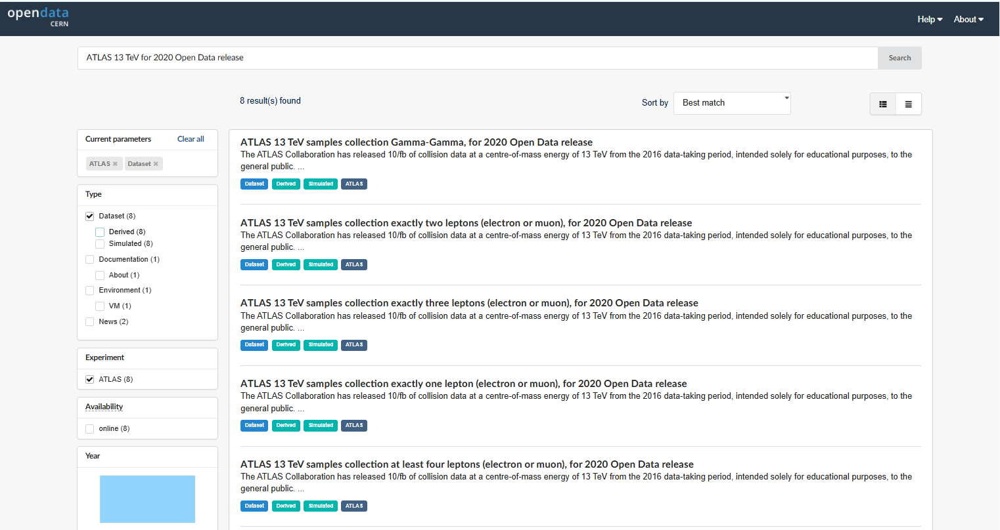 opendata
CERN
Help
About
ATLAS 13 TeV for 2020 Open Data release
Search
8 result(s) found
Sort by
Best match
Current parameters
Clear all
ATLAS ×
Dataset ×
Type
Dataset (8)
Derived (8)
Simulated (8)
Documentation (1)
About (1)
Environment (1)
VM (1)
News (2)
Experiment
ATLAS (8)
Availability
online (8)
Year
ATLAS 13 TeV samples collection Gamma-Gamma, for 2020 Open Data release
The ATLAS Collaboration has released 10/fb of collision data at a centre-of-mass energy of 13 TeV from the 2016 data-taking period, intended solely for educational purposes, to the
general public. ...
Dataset Derived Simulated ATLAS
ATLAS 13 TeV samples collection exactly two leptons (electron or muon), for 2020 Open Data release
The ATLAS Collaboration has released 10/fb of collision data at a centre-of-mass energy of 13 TeV from the 2016 data-taking period, intended solely for educational purposes, to the
general public. ...
Dataset Derived Simulated ATLAS
ATLAS 13 TeV samples collection exactly three leptons (electron or muon), for 2020 Open Data release
The ATLAS Collaboration has released 10/fb of collision data at a centre-of-mass energy of 13 TeV from the 2016 data-taking period, intended solely for educational purposes, to the
general public. ...
Dataset Derived Simulated ATLAS
ATLAS 13 TeV samples collection exactly one lepton (electron or muon), for 2020 Open Data release
The ATLAS Collaboration has released 10/fb of collision data at a centre-of-mass energy of 13 TeV from the 2016 data-taking period, intended solely for educational purposes, to the
general public. ...
Dataset Derived Simulated ATLAS
ATLAS 13 TeV samples collection at least four leptons (electron or muon), for 2020 Open Data release
The ATLAS Collaboration has released 10/fb of collision data at a centre-of-mass energy of 13 TeV from the 2016 data-taking period, intended solely for educational purposes, to the
general public. ...
Dataset Derived Simulated ATLAS